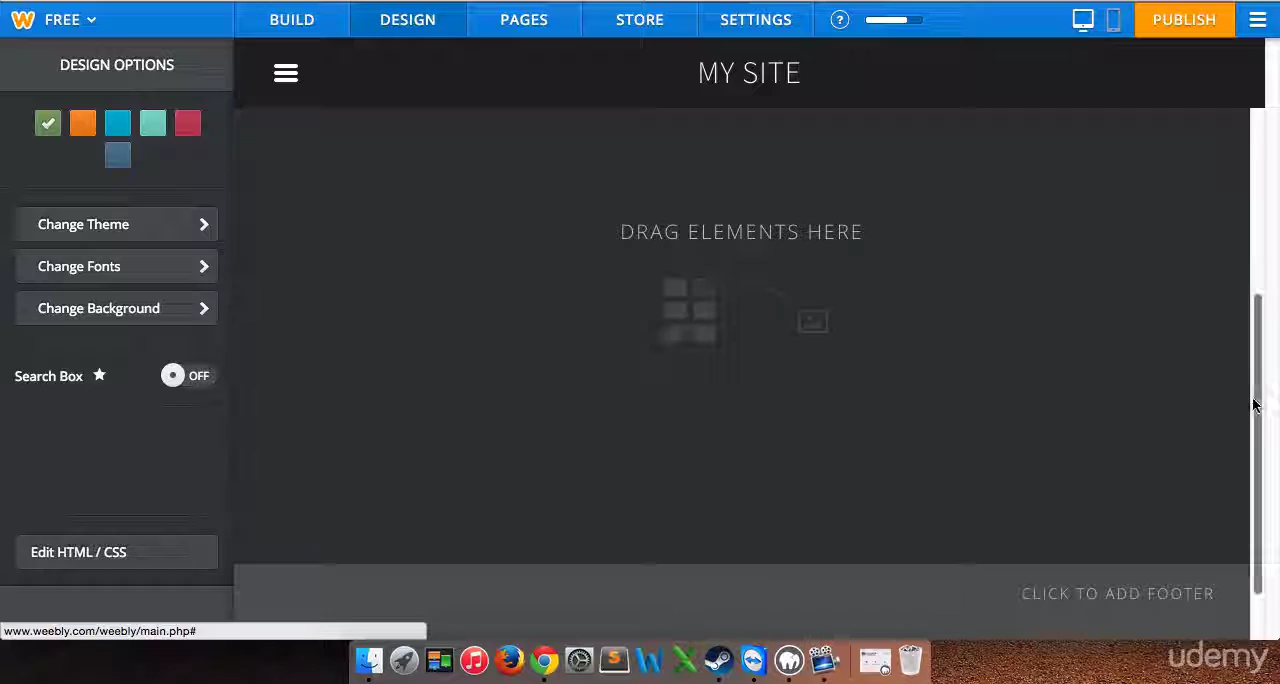 FREE
BUILD
DESIGN
PAGES
STORE
SETTINGS
?
PUBLISH
DESIGN OPTIONS
MY SITE
Change Theme
DRAG ELEMENTS HERE
Change Fonts
Change Background
Search Box
OFF
Edit HTML / CSS
CLICK TO ADD FOOTER
www.weebly.com/weebly/main.php#
udemy